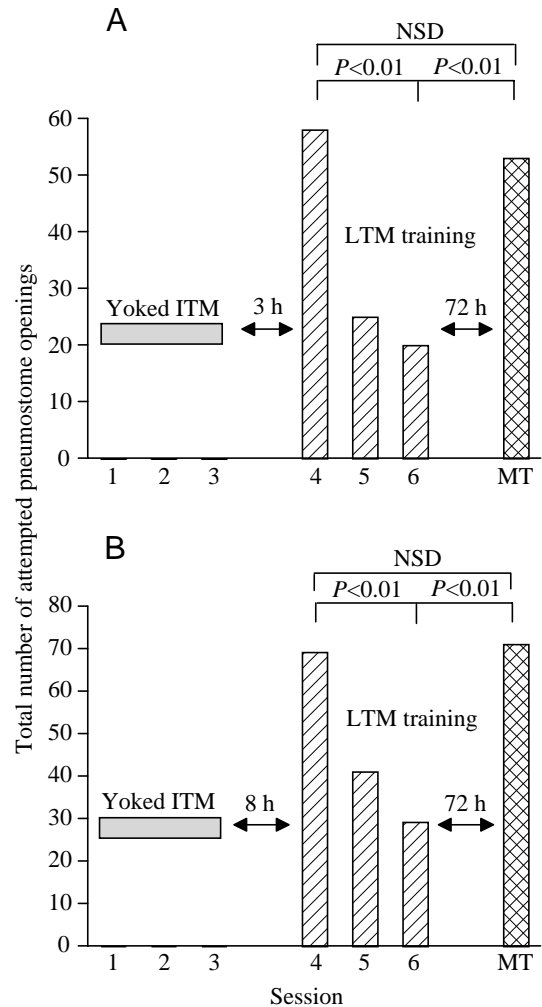 A
NSD
P<0.01 P<0.01
60
50
40
30
20
10
0
LTM training
Yoked ITM
3 h
72 h
1 2 3 4 5 6 MT
Total number of attempted pneumostome openings
B
NSD
P<0.01 P<0.01
80
70
60
50
40
30
20
10
0
LTM training
Yoked ITM
8 h
72 h
1 2 3 4 5 6 MT
Session